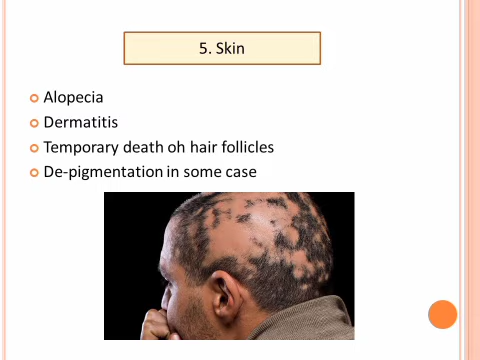 5. Skin
Alopecia
Dermatitis
Temporary death oh hair follicles
De-pigmentation in some case